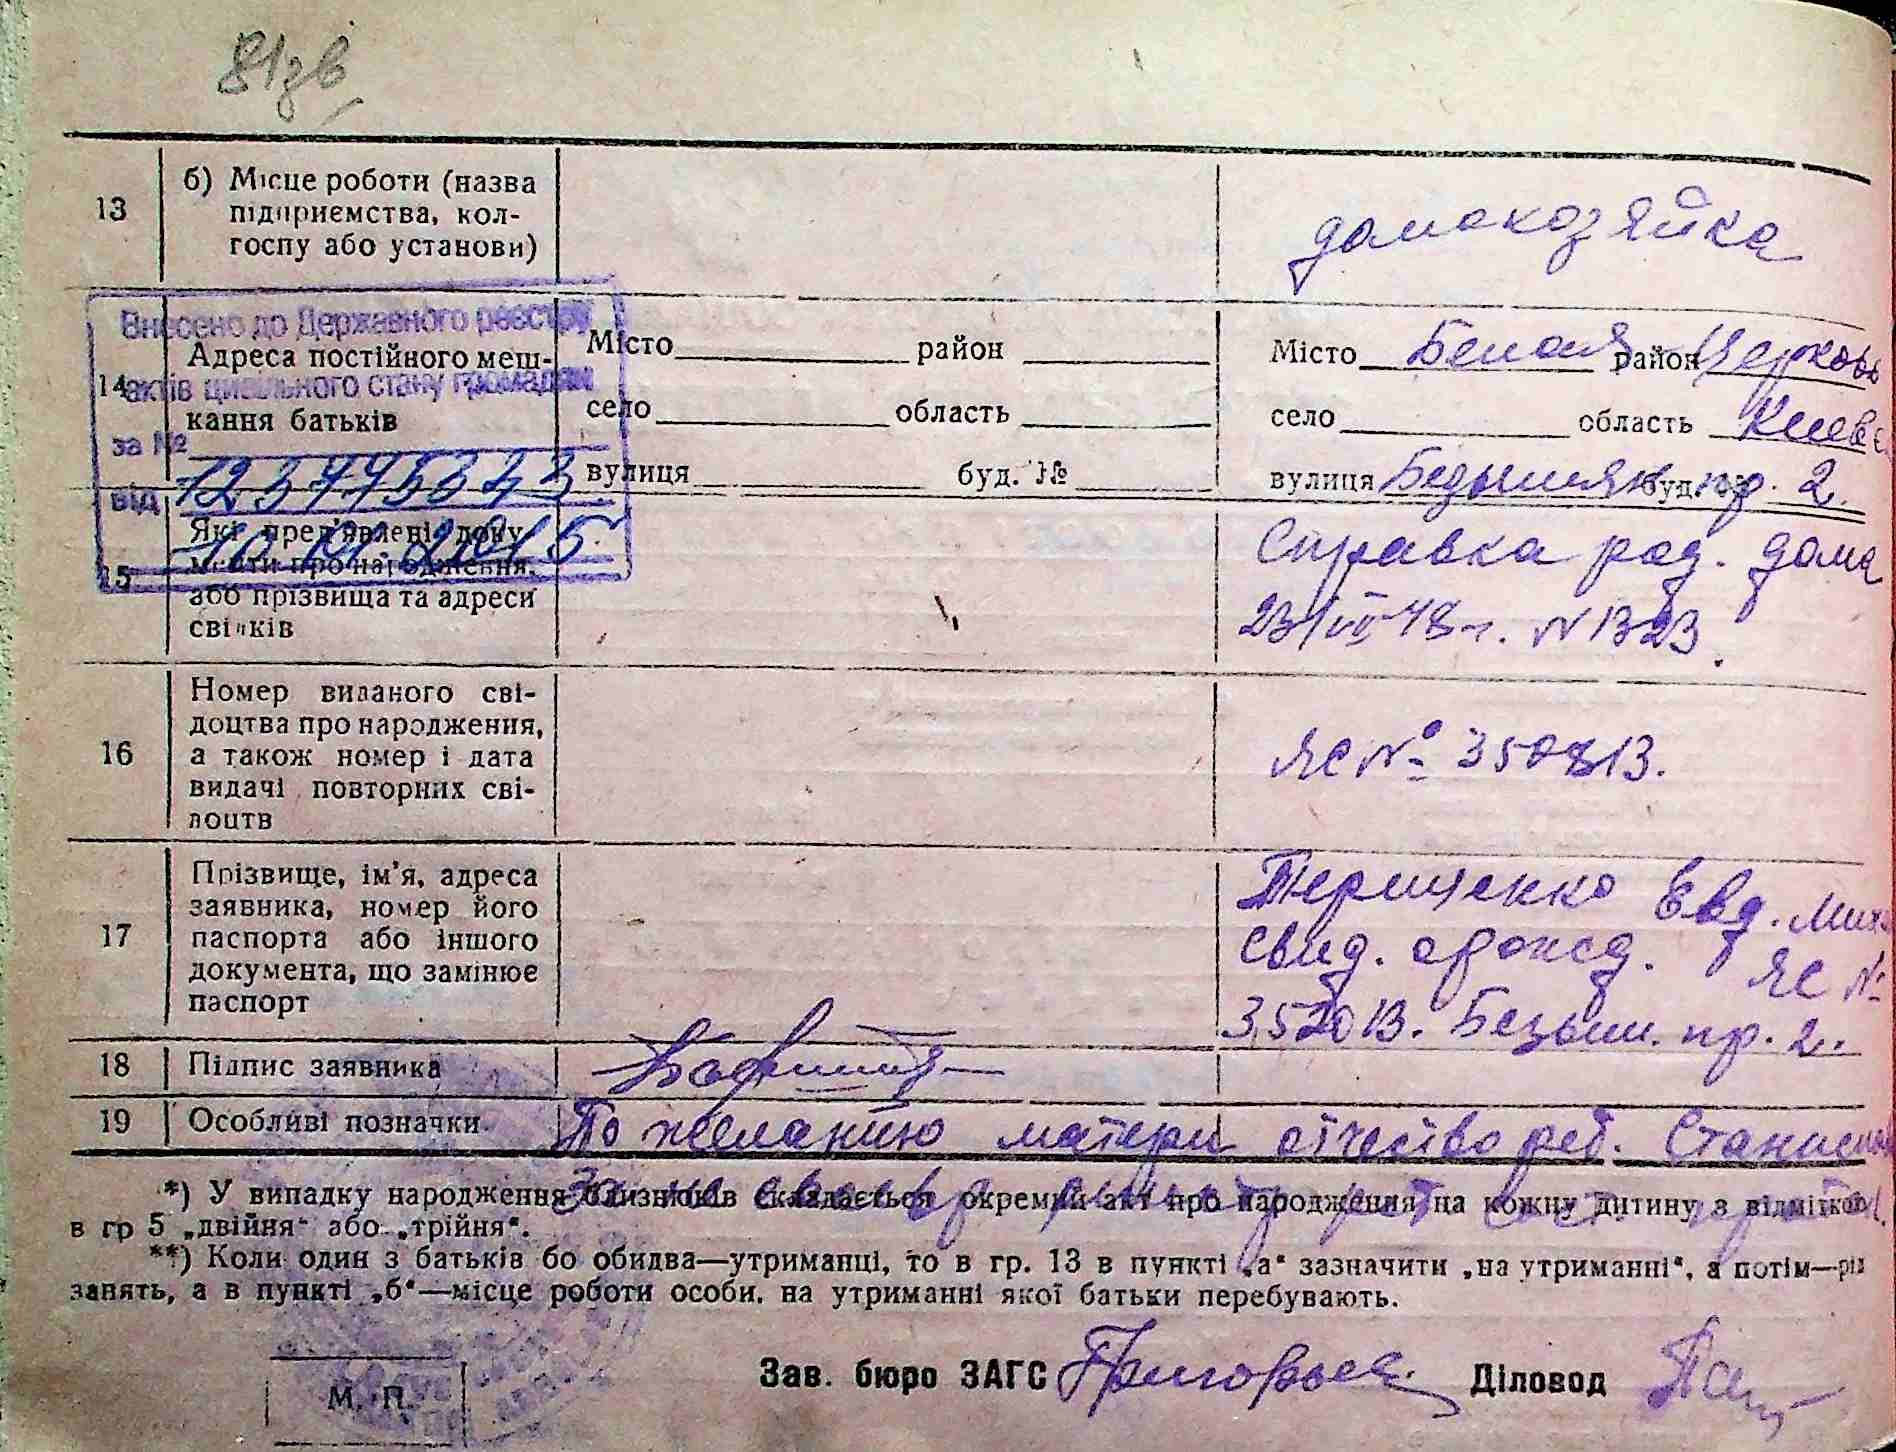 13
б) Місце роботи (назва
підприємства, кол-
госпу або установи)
домохозяйка
Внесено до Державного реєстру
актів цивільного стану громадян
за №
від
14
Адреса постійного меш-
кання батьків
Місто район
село область
вулиця буд. №
Місто Белая район Церковь
село область Киевс
вулиця буд. № пр. 2.
15
Які пред'явлені доку-
менти про народження,
або прізвища та адреси
свідків
Справка род. дома
23/VII 48 г. N 1323.
16
Номер виданого сві-
доцтва про народження,
а також номер і дата
видачі повторних сві-
доцтв
ЯС №
17
Прізвище, ім'я, адреса
заявника, номер його
паспорта або іншого
документа, що замінює
паспорт
Терещенко Евд. Мих
свид. о рожд. ЯС №
Безым. пр. 2.
18
Підпис заявника
19
Особливі позначки
По желанию матери отчество реб.
*) У випадку народження близнюків складається окремий акт про народження на кожну дитину з відміткою
в гр 5 „двійня" або „трійня".
**) Коли один з батьків бо обидва—утриманці, то в гр. 13 в пункті „а" зазначити „на утриманні", а потім—рід
занять, а в пункті „б"—місце роботи особи, на утриманні якої батьки перебувають.
М. П.
Зав. бюро ЗАГС
Діловод